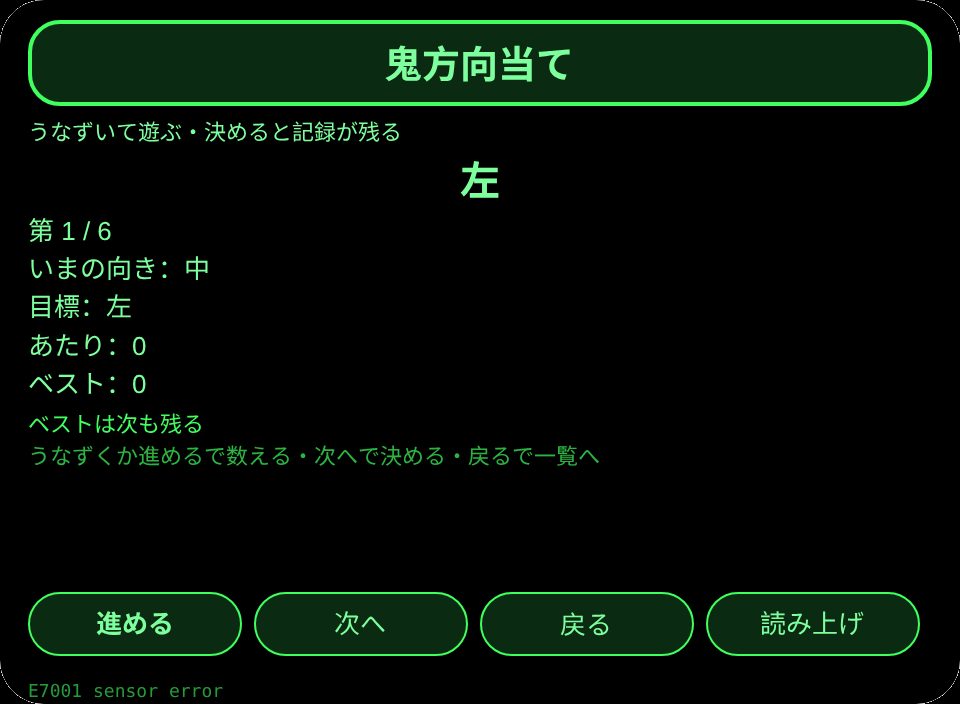 鬼方向当て
うなずいて遊ぶ・決めると記録が残る
左
第 1 / 6
いまの向き: 中
目標: 左
あたり: 0
ベスト: 0
ベストは次も残る
うなずくか進めるで数える・次へで決める・戻るで一覧へ
進める 次へ 戻る 読み上げ
E7001 sensor error